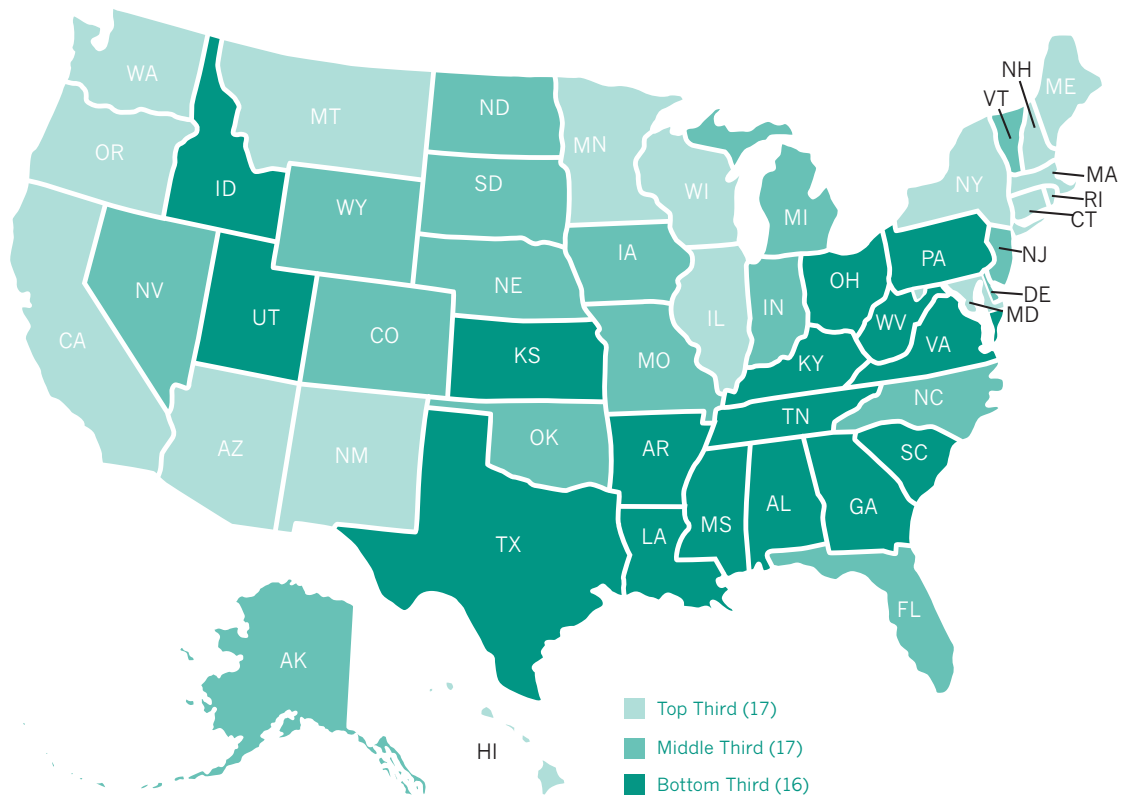 WA
MT
ND
MN
OR
ID
SD
WY
WI
MI
NY
VT
NH
ME
MA
RI
CT
NJ
PA
DE
MD
OH
IN
IL
IA
NE
NV
UT
CO
CA
KS
MO
KY
WV
VA
NC
TN
SC
AZ
NM
OK
AR
TX
LA
MS
AL
GA
FL
AK
HI
Top Third (17)
Middle Third (17)
Bottom Third (16)